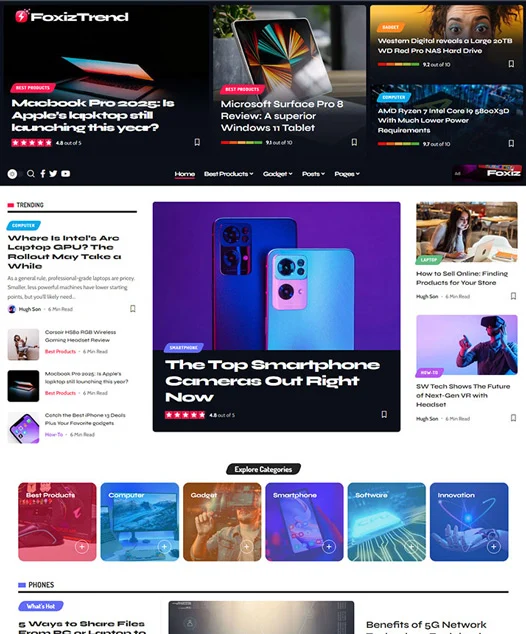 FoxizTrend
BEST PRODUCTS
Macbook Pro 2025: Is
Apple's lapktop still
launching this year?
4.8 out of 5
BEST PRODUCTS
Microsoft Surface Pro 8
Review: A superior
Windows 11 Tablet
9.1 out of 10
GADGET
Western Digital reveals a Large 20TB
WD Red Pro NAS Hard Drive
9.2 out of 10
COMPUTER
AMD Ryzen 7 Intel Core i9 5800X3D
With Much Lower Power
Requirements
9.7 out of 10
Home Best Products Gadget Posts Pages
Ad
Foxiz
TRENDING
COMPUTER
Where Is Intel's Arc
Laptop GPU? The
Rollout May Take a
While
As a general rule, professional-grade laptops are pricey.
Smaller, less powerful machines have lower starting
points, but you'll likely need...
Hugh Son - 6 Min Read
Corsair HS80 RGB Wireless
Gaming Headset Review
Best Products - 6 Min Read
Macbook Pro 2025: Is Apple's
lapktop still launching this year?
Best Products - 6 Min Read
Catch the Best iPhone 13 Deals
Plus Your Favorite gadgets
How-To - 6 Min Read
SMARTPHONE
The Top Smartphone
Cameras Out Right
Now
4.8 out of 5
LAPTOP
How to Sell Online: Finding
Products for Your Store
Hugh Son - 6 Min Read
HOW-TO
SW Tech Shows The Future
of Next-Gen VR with
Headset
Hugh Son - 6 Min Read
Explore Categories
Best Products
Computer
Gadget
Smartphone
Software
Innovation
PHONES
What's Hot
5 Ways to Share Files
From PC or Laptop to
Benefits of 5G Network